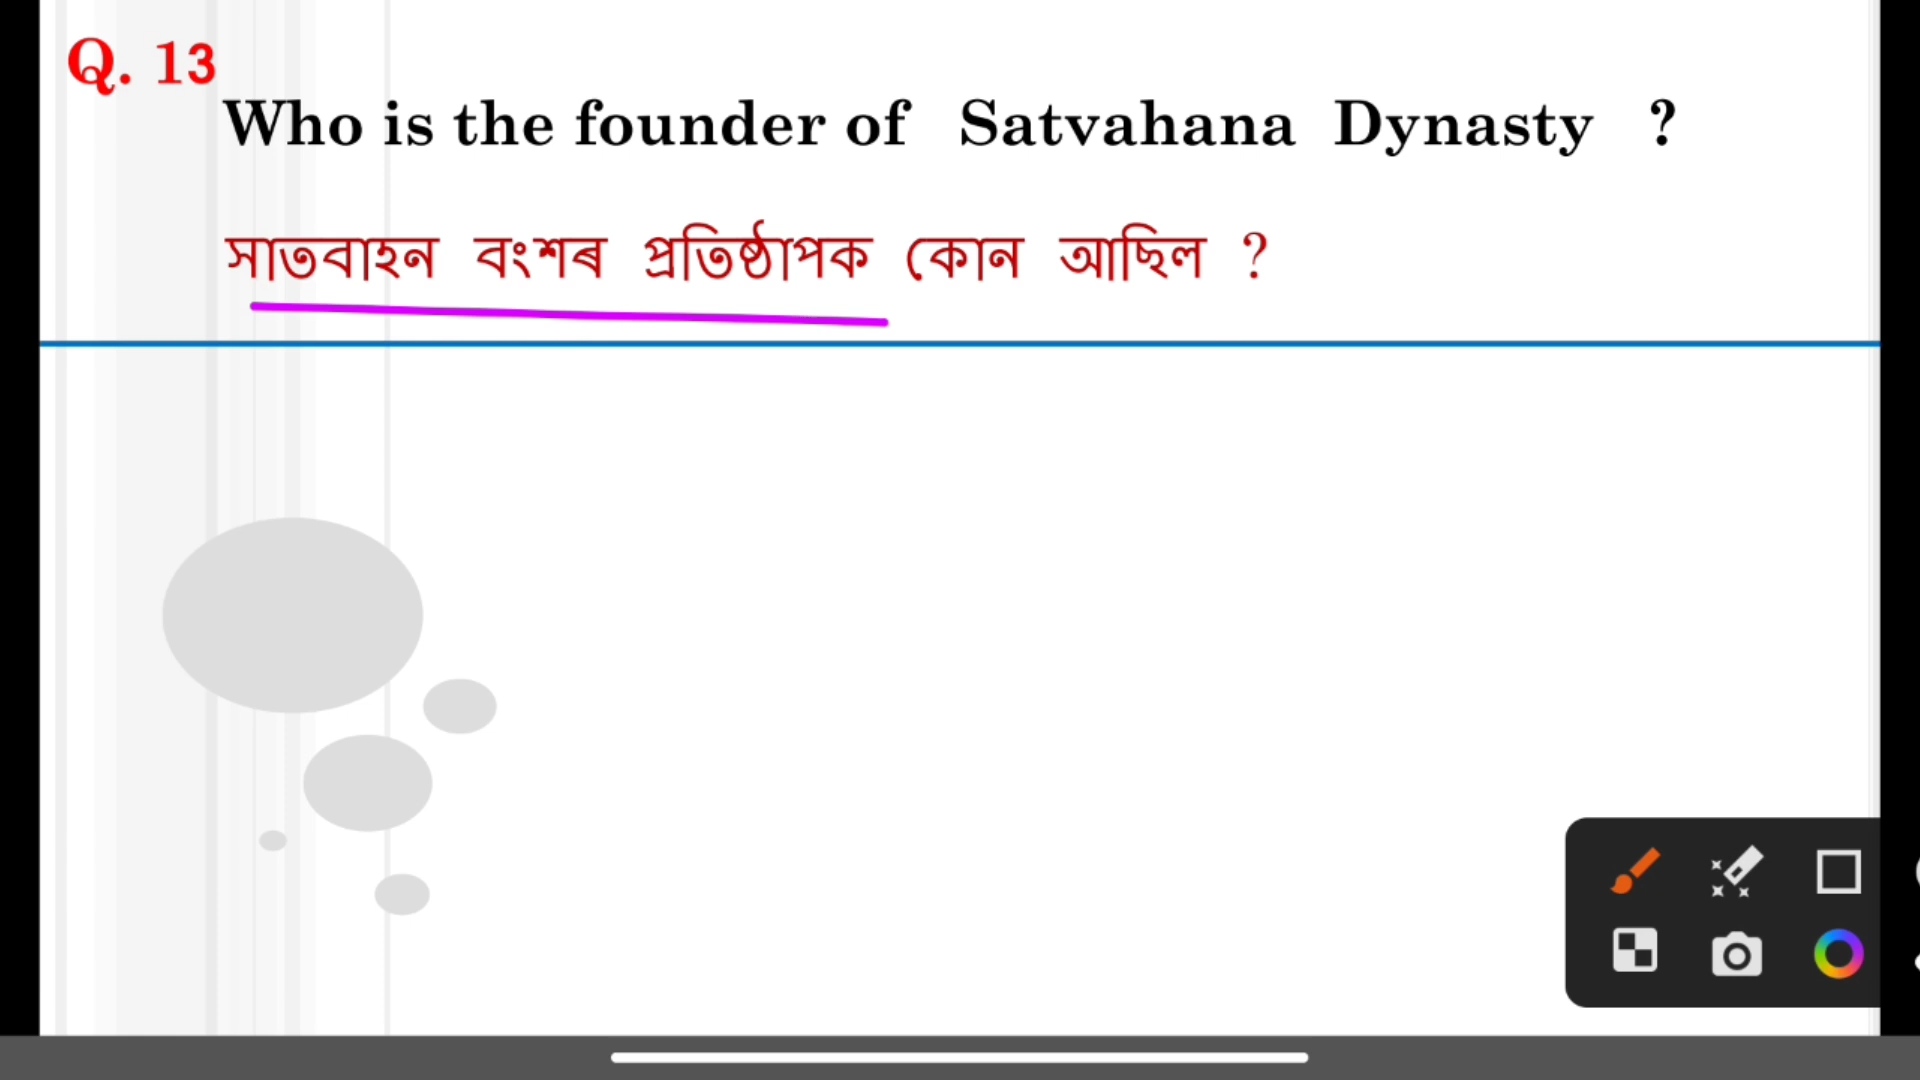 Q. 13
Who is the founder of Satvahana Dynasty ?
সাতবাহন বংশৰ প্ৰতিষ্ঠাপক কোন আছিল ?